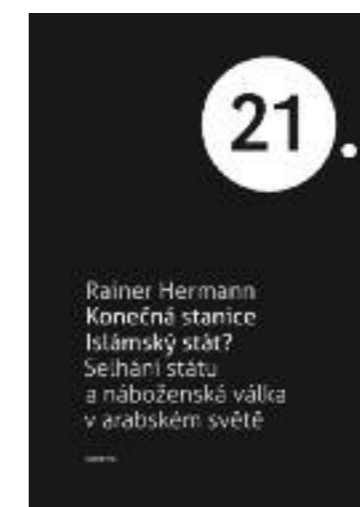 21.
Rainer Hermann
Konečná stanice
Islámský stát?
Selhání státu
a náboženská válka
v arabském světě